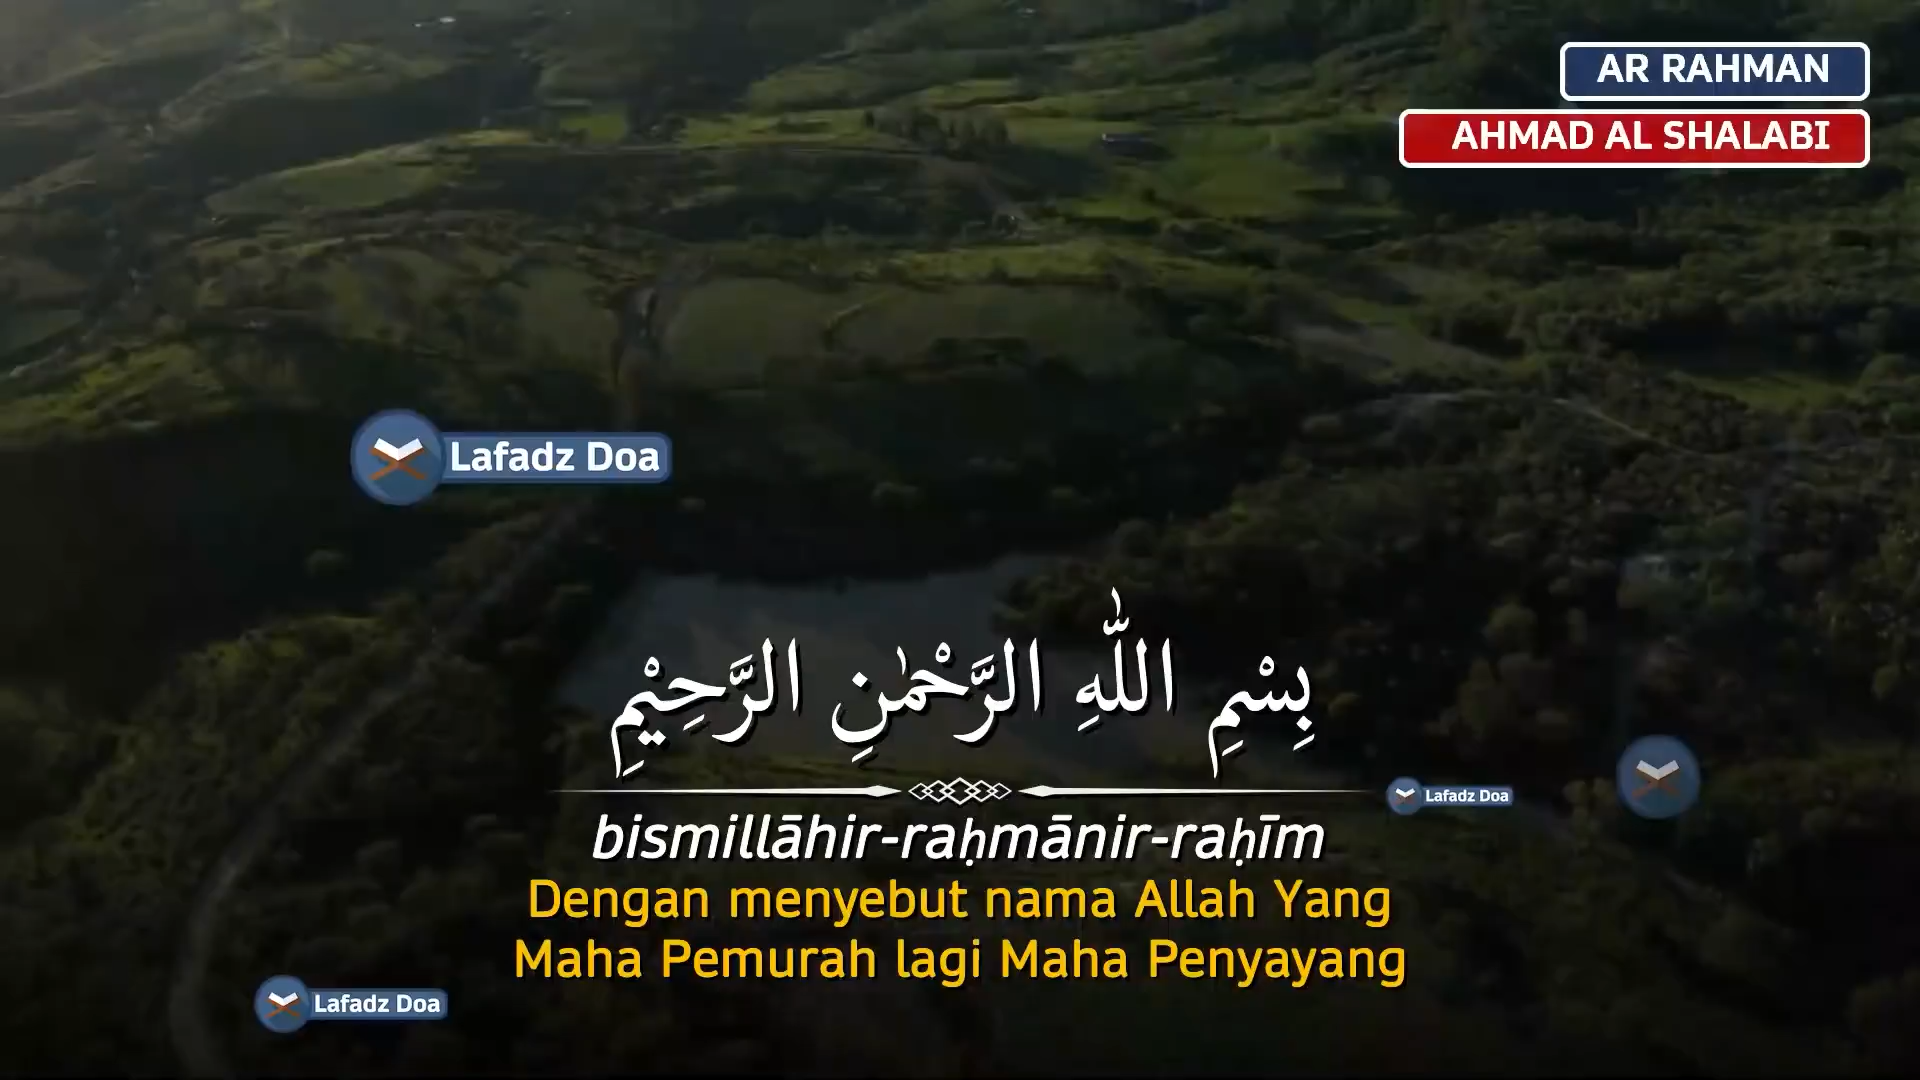 AR RAHMAN
AHMAD AL SHALABI
Lafadz Doa
بِسْمِ اللّٰهِ الرَّحْمٰنِ الرَّحِيْمِ
Lafadz Doa
bismillāhir-raḥmānir-raḥīm
Dengan menyebut nama Allah Yang
Maha Pemurah lagi Maha Penyayang
Lafadz Doa